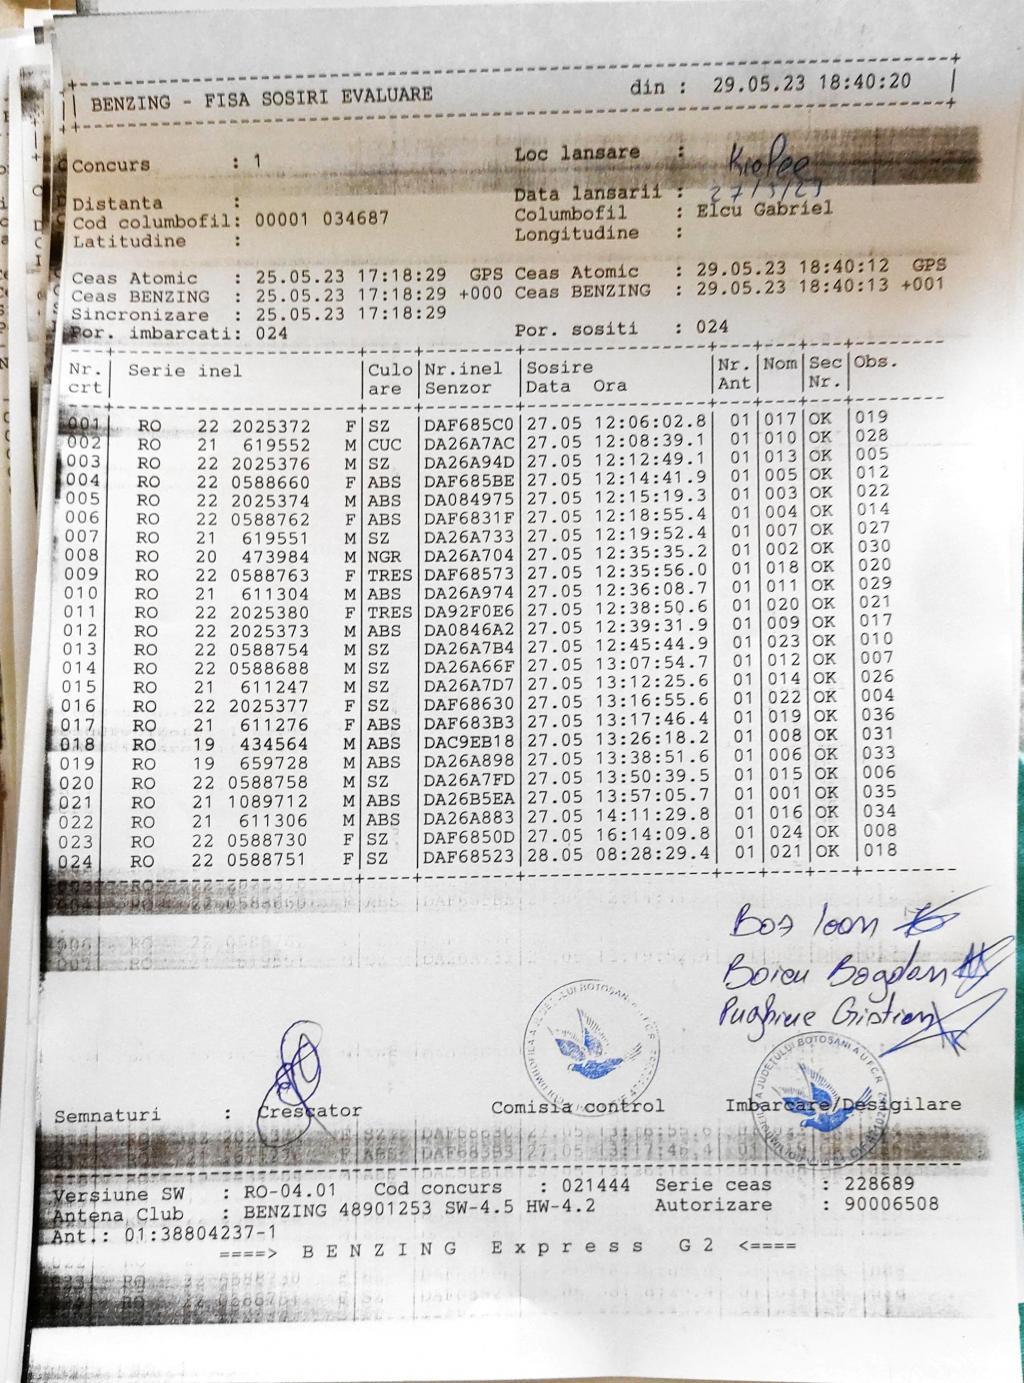 BENZING - FISA SOSIRI EVALUARE din : 29.05.23 18:40:20
Concurs : 1 Loc lansare :
Distanta : Data lansarii : 27/5/23
Cod columbofil: 00001 034687 Columbofil : Elcu Gabriel
Latitudine : Longitudine :
Ceas Atomic : 25.05.23 17:18:29 GPS Ceas Atomic : 29.05.23 18:40:12 GPS
Ceas BENZING : 25.05.23 17:18:29 +000 Ceas BENZING : 29.05.23 18:40:13 +001
Sincronizare : 25.05.23 17:18:29
Por. imbarcati: 024 Por. sositi : 024
Nr. Serie inel Culo Nr.inel Sosire Nr. Nom Sec Obs.
crt are Senzor Data Ora Ant Nr.
001 RO 22 2025372 F SZ DAF685C0 27.05 12:06:02.8 01 017 OK 019
002 RO 21 619552 M CUC DA26A7AC 27.05 12:08:39.1 01 010 OK 028
003 RO 22 2025376 M SZ DA26A94D 27.05 12:12:49.1 01 013 OK 005
004 RO 22 0588660 F ABS DAF685BE 27.05 12:14:41.9 01 005 OK 012
005 RO 22 2025374 M ABS DA084975 27.05 12:15:19.3 01 003 OK 022
006 RO 22 0588762 F ABS DAF6831F 27.05 12:18:55.4 01 004 OK 014
007 RO 21 619551 M SZ DA26A733 27.05 12:19:52.4 01 007 OK 027
008 RO 20 473984 M NGR DA26A704 27.05 12:35:35.2 01 002 OK 030
009 RO 22 0588763 F TRES DAF68573 27.05 12:35:56.0 01 018 OK 020
010 RO 21 611304 M ABS DA26A974 27.05 12:36:08.7 01 011 OK 029
011 RO 22 2025380 F TRES DA92F0E6 27.05 12:38:50.6 01 020 OK 021
012 RO 22 2025373 M ABS DA0846A2 27.05 12:39:31.9 01 009 OK 017
013 RO 22 0588754 M SZ DA26A7B4 27.05 12:45:44.9 01 023 OK 010
014 RO 22 0588688 M SZ DA26A66F 27.05 13:07:54.7 01 012 OK 007
015 RO 21 611247 M SZ DA26A7D7 27.05 13:12:25.6 01 014 OK 026
016 RO 22 2025377 F SZ DAF68630 27.05 13:16:55.6 01 022 OK 004
017 RO 21 611276 F ABS DAF683B3 27.05 13:17:46.4 01 019 OK 036
018 RO 19 434564 M ABS DAC9EB18 27.05 13:26:18.2 01 008 OK 031
019 RO 19 659728 M ABS DA26A898 27.05 13:38:51.6 01 006 OK 033
020 RO 22 0588758 M SZ DA26A7FD 27.05 13:50:39.5 01 015 OK 006
021 RO 21 1089712 M ABS DA26B5EA 27.05 13:57:05.7 01 001 OK 035
022 RO 21 611306 M ABS DA26A883 27.05 14:11:29.8 01 016 OK 034
023 RO 22 0588730 F SZ DAF6850D 27.05 16:14:09.8 01 024 OK 008
024 RO 22 0588751 F SZ DAF68523 28.05 08:28:29.4 01 021 OK 018
Ioan
Boicu Bogdan
Cristian
JUDETULUI BOTOSANI A UFCR
Semnaturi : Crescator Comisia control Imbarcare/Desigilare
Versiune SW : RO-04.01 Cod concurs : 021444 Serie ceas : 228689
Antena Club : BENZING 48901253 SW-4.5 HW-4.2 Autorizare : 90006508
Ant.: 01:38804237-1
====> B E N Z I N G E x p r e s s G 2 <====